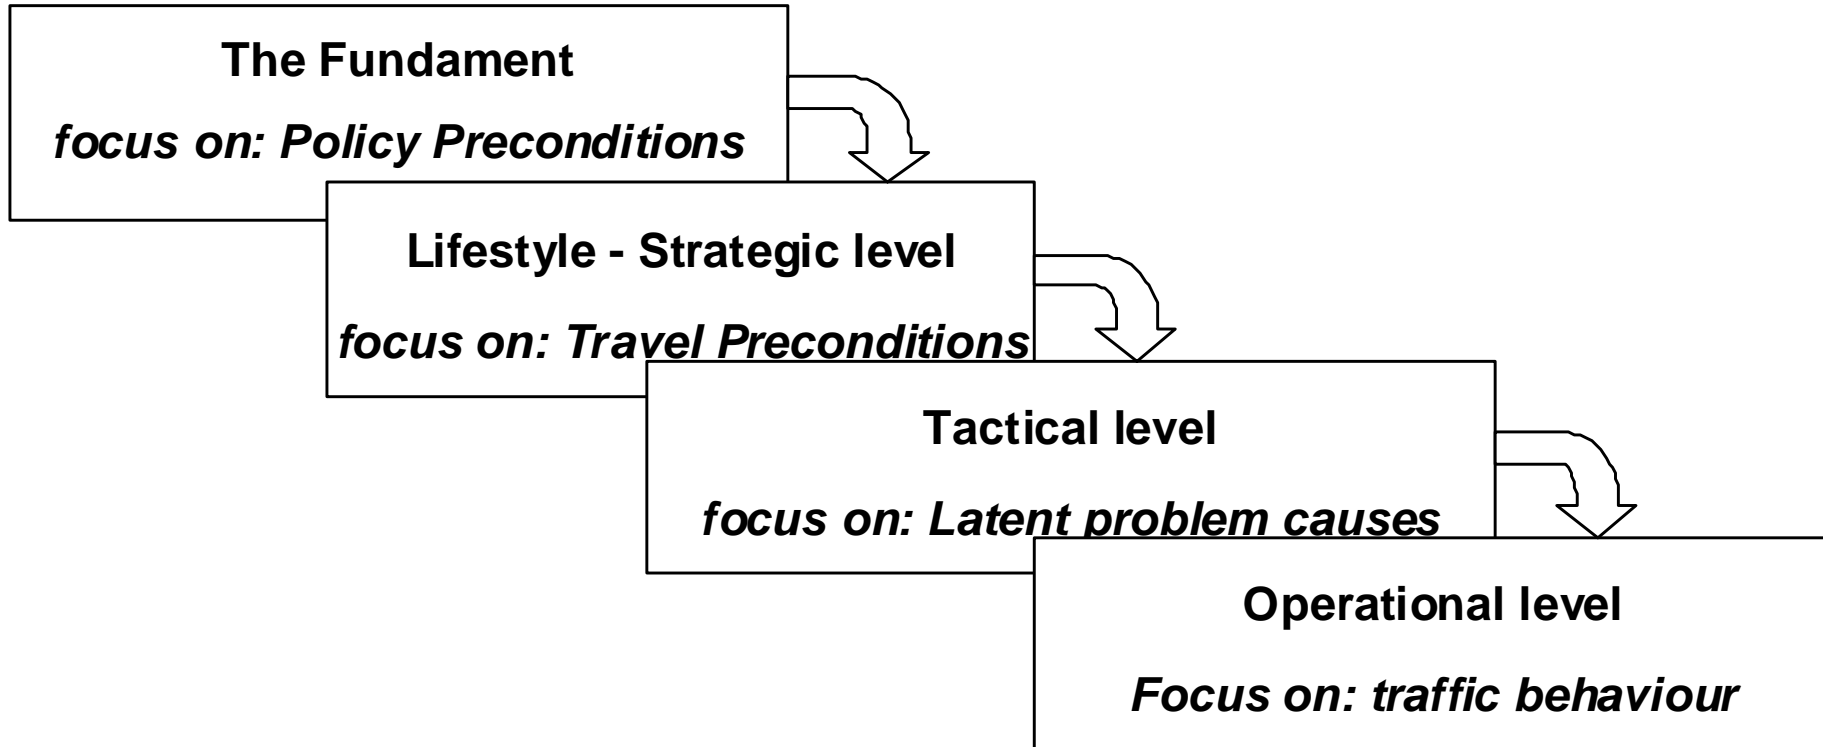 The Fundament
focus on: Policy Preconditions
Lifestyle - Strategic level
focus on: Travel Preconditions
Tactical level
focus on: Latent problem causes
Operational level
Focus on: traffic behaviour